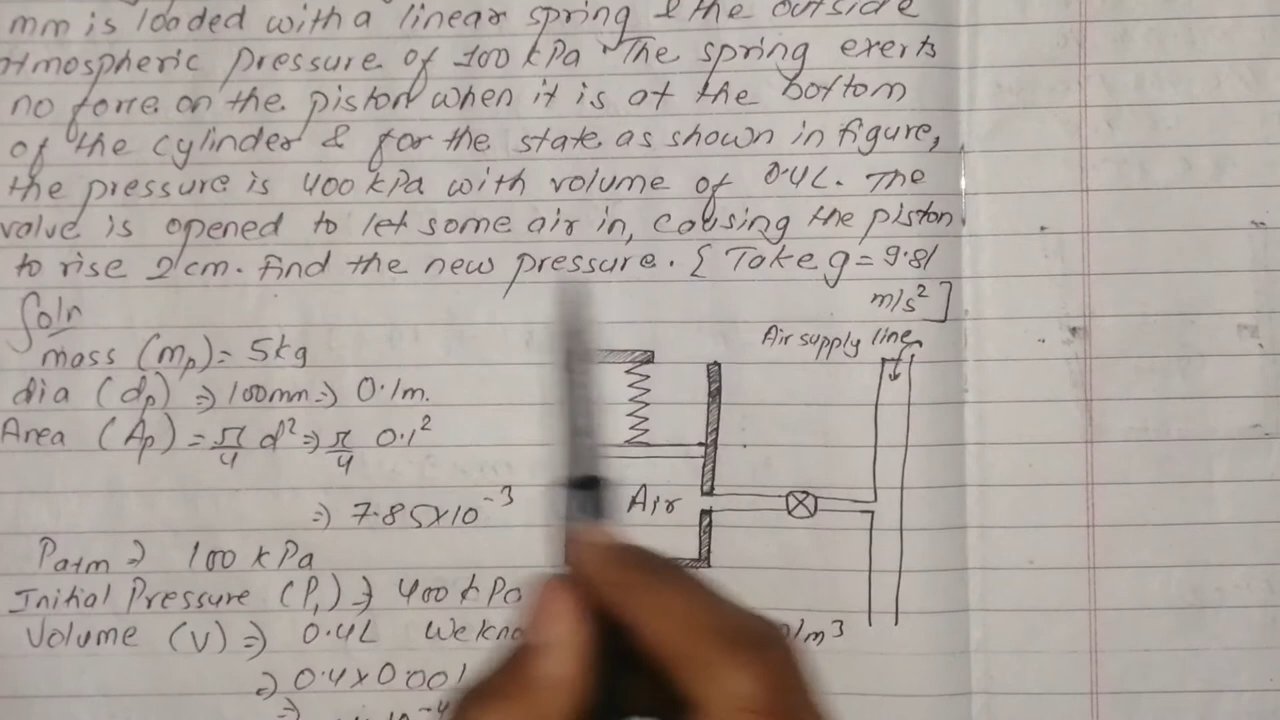 mm is loaded with a linear spring & the outside
atmospheric pressure of 100 kPa The spring exerts
no force on the piston when it is at the bottom
of the cylinder & for the state as shown in figure,
the pressure is 400 kPa with volume of 0.4L. The
valve is opened to let some air in, cousing the piston
to rise 2 cm. Find the new pressure. [ Take g = 9.81
m/s² ]
Soln
mass (mp) = 5kg
dia (dp) ⇒ 100mm ⇒ 0.1m.
Area (Ap) = π/4 d² ⇒ π/4 0.1²
⇒ 7.85×10⁻³
Patm ⇒ 100 kPa
Initial Pressure (P₁) ⇒ 400 kPa
Volume (V) ⇒ 0.4L We
⇒ 0.4×0.001
⇒
Air supply line
Air
/m³